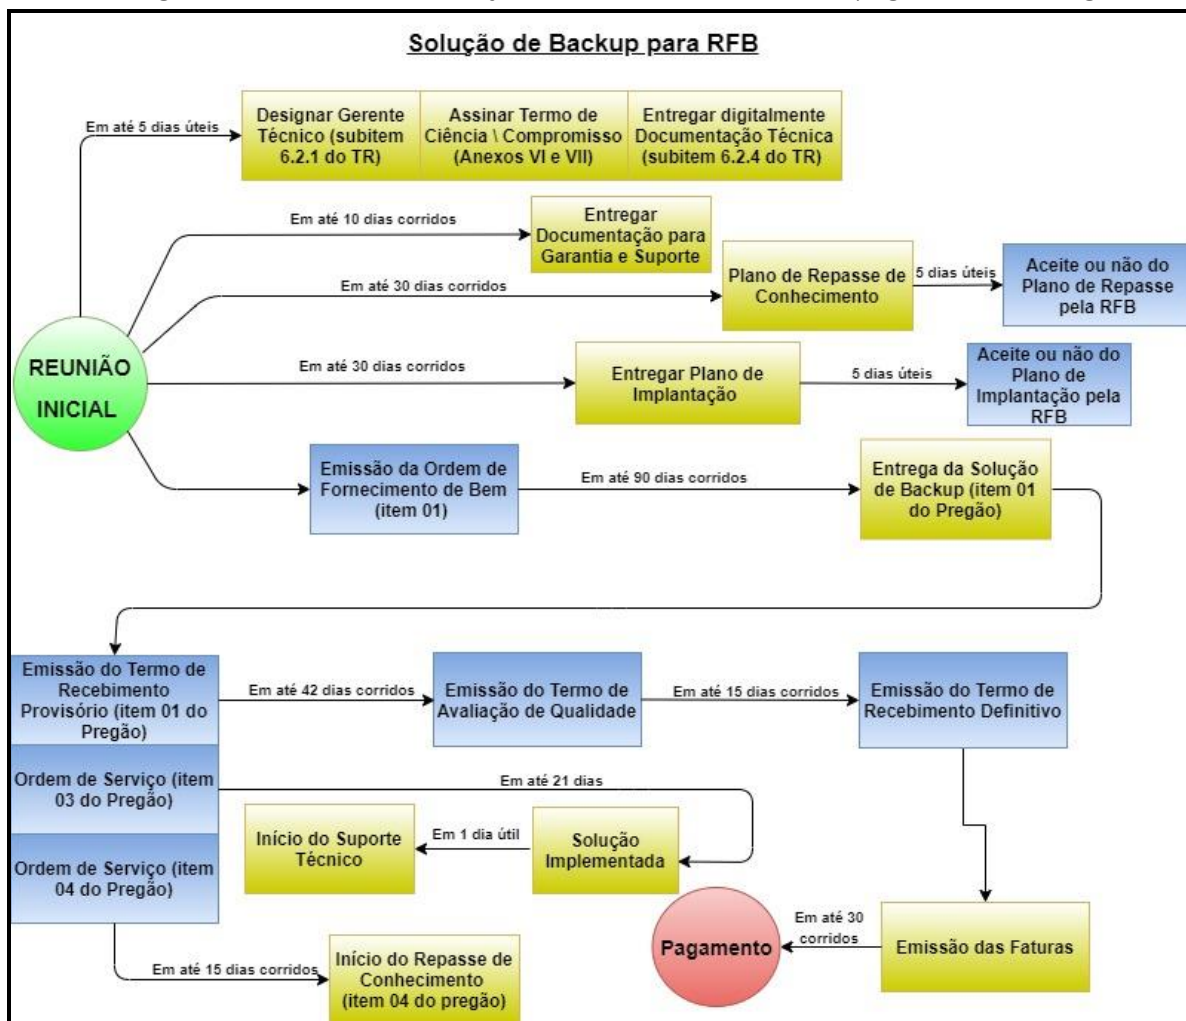 Solução de Backup para RFB
Em até 5 dias úteis
Designar Gerente
Técnico (subitem
6.2.1 do TR)
Assinar Termo de
Ciência \ Compromisso
(Anexos VI e VII)
Entregar digitalmente
Documentação Técnica
(subitem 6.2.4 do TR)
Em até 10 dias corridos
Entregar
Documentação para
Garantia e Suporte
Em até 30 dias corridos
Plano de Repasse de
Conhecimento
5 dias úteis
Aceite ou não do
Plano de Repasse
pela RFB
REUNIÃO
INICIAL
Em até 30 dias corridos
Entregar Plano de
Implantação
5 dias úteis
Aceite ou não do
Plano de
Implantação pela
RFB
Emissão da Ordem de
Fornecimento de Bem
(item 01)
Em até 90 dias corridos
Entrega da Solução
de Backup (item 01
do Pregão)
Emissão do Termo de
Recebimento
Provisório (item 01 do
Pregão)
Em até 42 dias corridos
Emissão do Termo de
Avaliação de Qualidade
Em até 15 dias corridos
Emissão do Termo de
Recebimento Definitivo
Ordem de Serviço (item
03 do Pregão)
Em até 21 dias
Início do Suporte
Técnico
Em 1 dia útil
Solução
Implementada
Ordem de Serviço (item
04 do Pregão)
Pagamento
Em até 30
corridos
Emissão das Faturas
Em até 15 dias corridos
Início do Repasse de
Conhecimento
(item 04 do pregão)